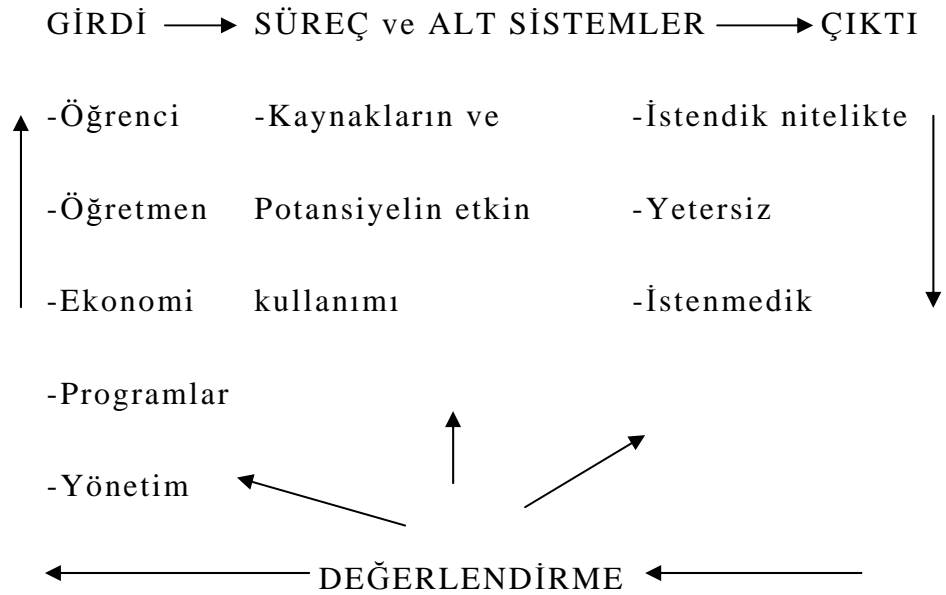 GİRDİ SÜREÇ ve ALT SİSTEMLER ÇIKTI
-Öğrenci -Kaynakların ve -İstendik nitelikte
-Öğretmen Potansiyelin etkin -Yetersiz
-Ekonomi kullanımı -İstenmedik
-Programlar
-Yönetim
DEĞERLENDİRME